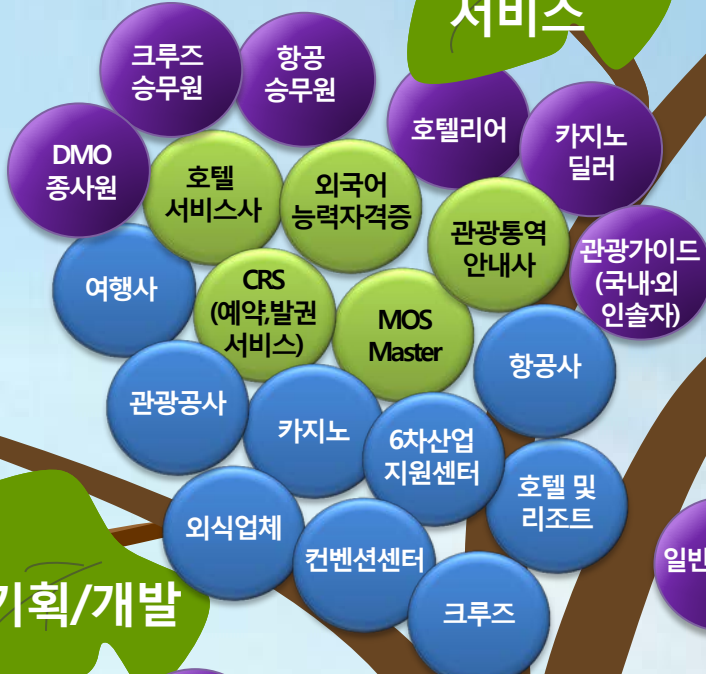 서비스
크루즈
승무원
항공
승무원
호텔리어
카지노
딜러
DMO
종사원
호텔
서비스사
외국어
능력자격증
관광통역
안내사
관광가이드
(국내·외
인솔자)
여행사
CRS
(예약,발권
서비스)
MOS
Master
항공사
관광공사
카지노
6차산업
지원센터
호텔 및
리조트
외식업체
컨벤션센터
크루즈
일반
기획/개발